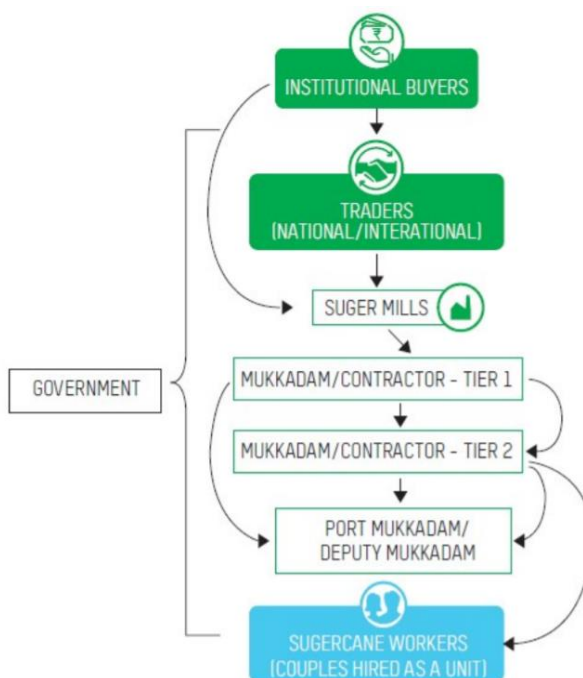 ₹
INSTITUTIONAL BUYERS
TRADERS
(NATIONAL/INTERATIONAL)
SUGER MILLS
MUKKADAM/CONTRACTOR - TIER 1
GOVERNMENT
MUKKADAM/CONTRACTOR - TIER 2
PORT MUKKADAM/
DEPUTY MUKKADAM
SUGERCANE WORKERS
(COUPLES HIRED AS A UNIT)